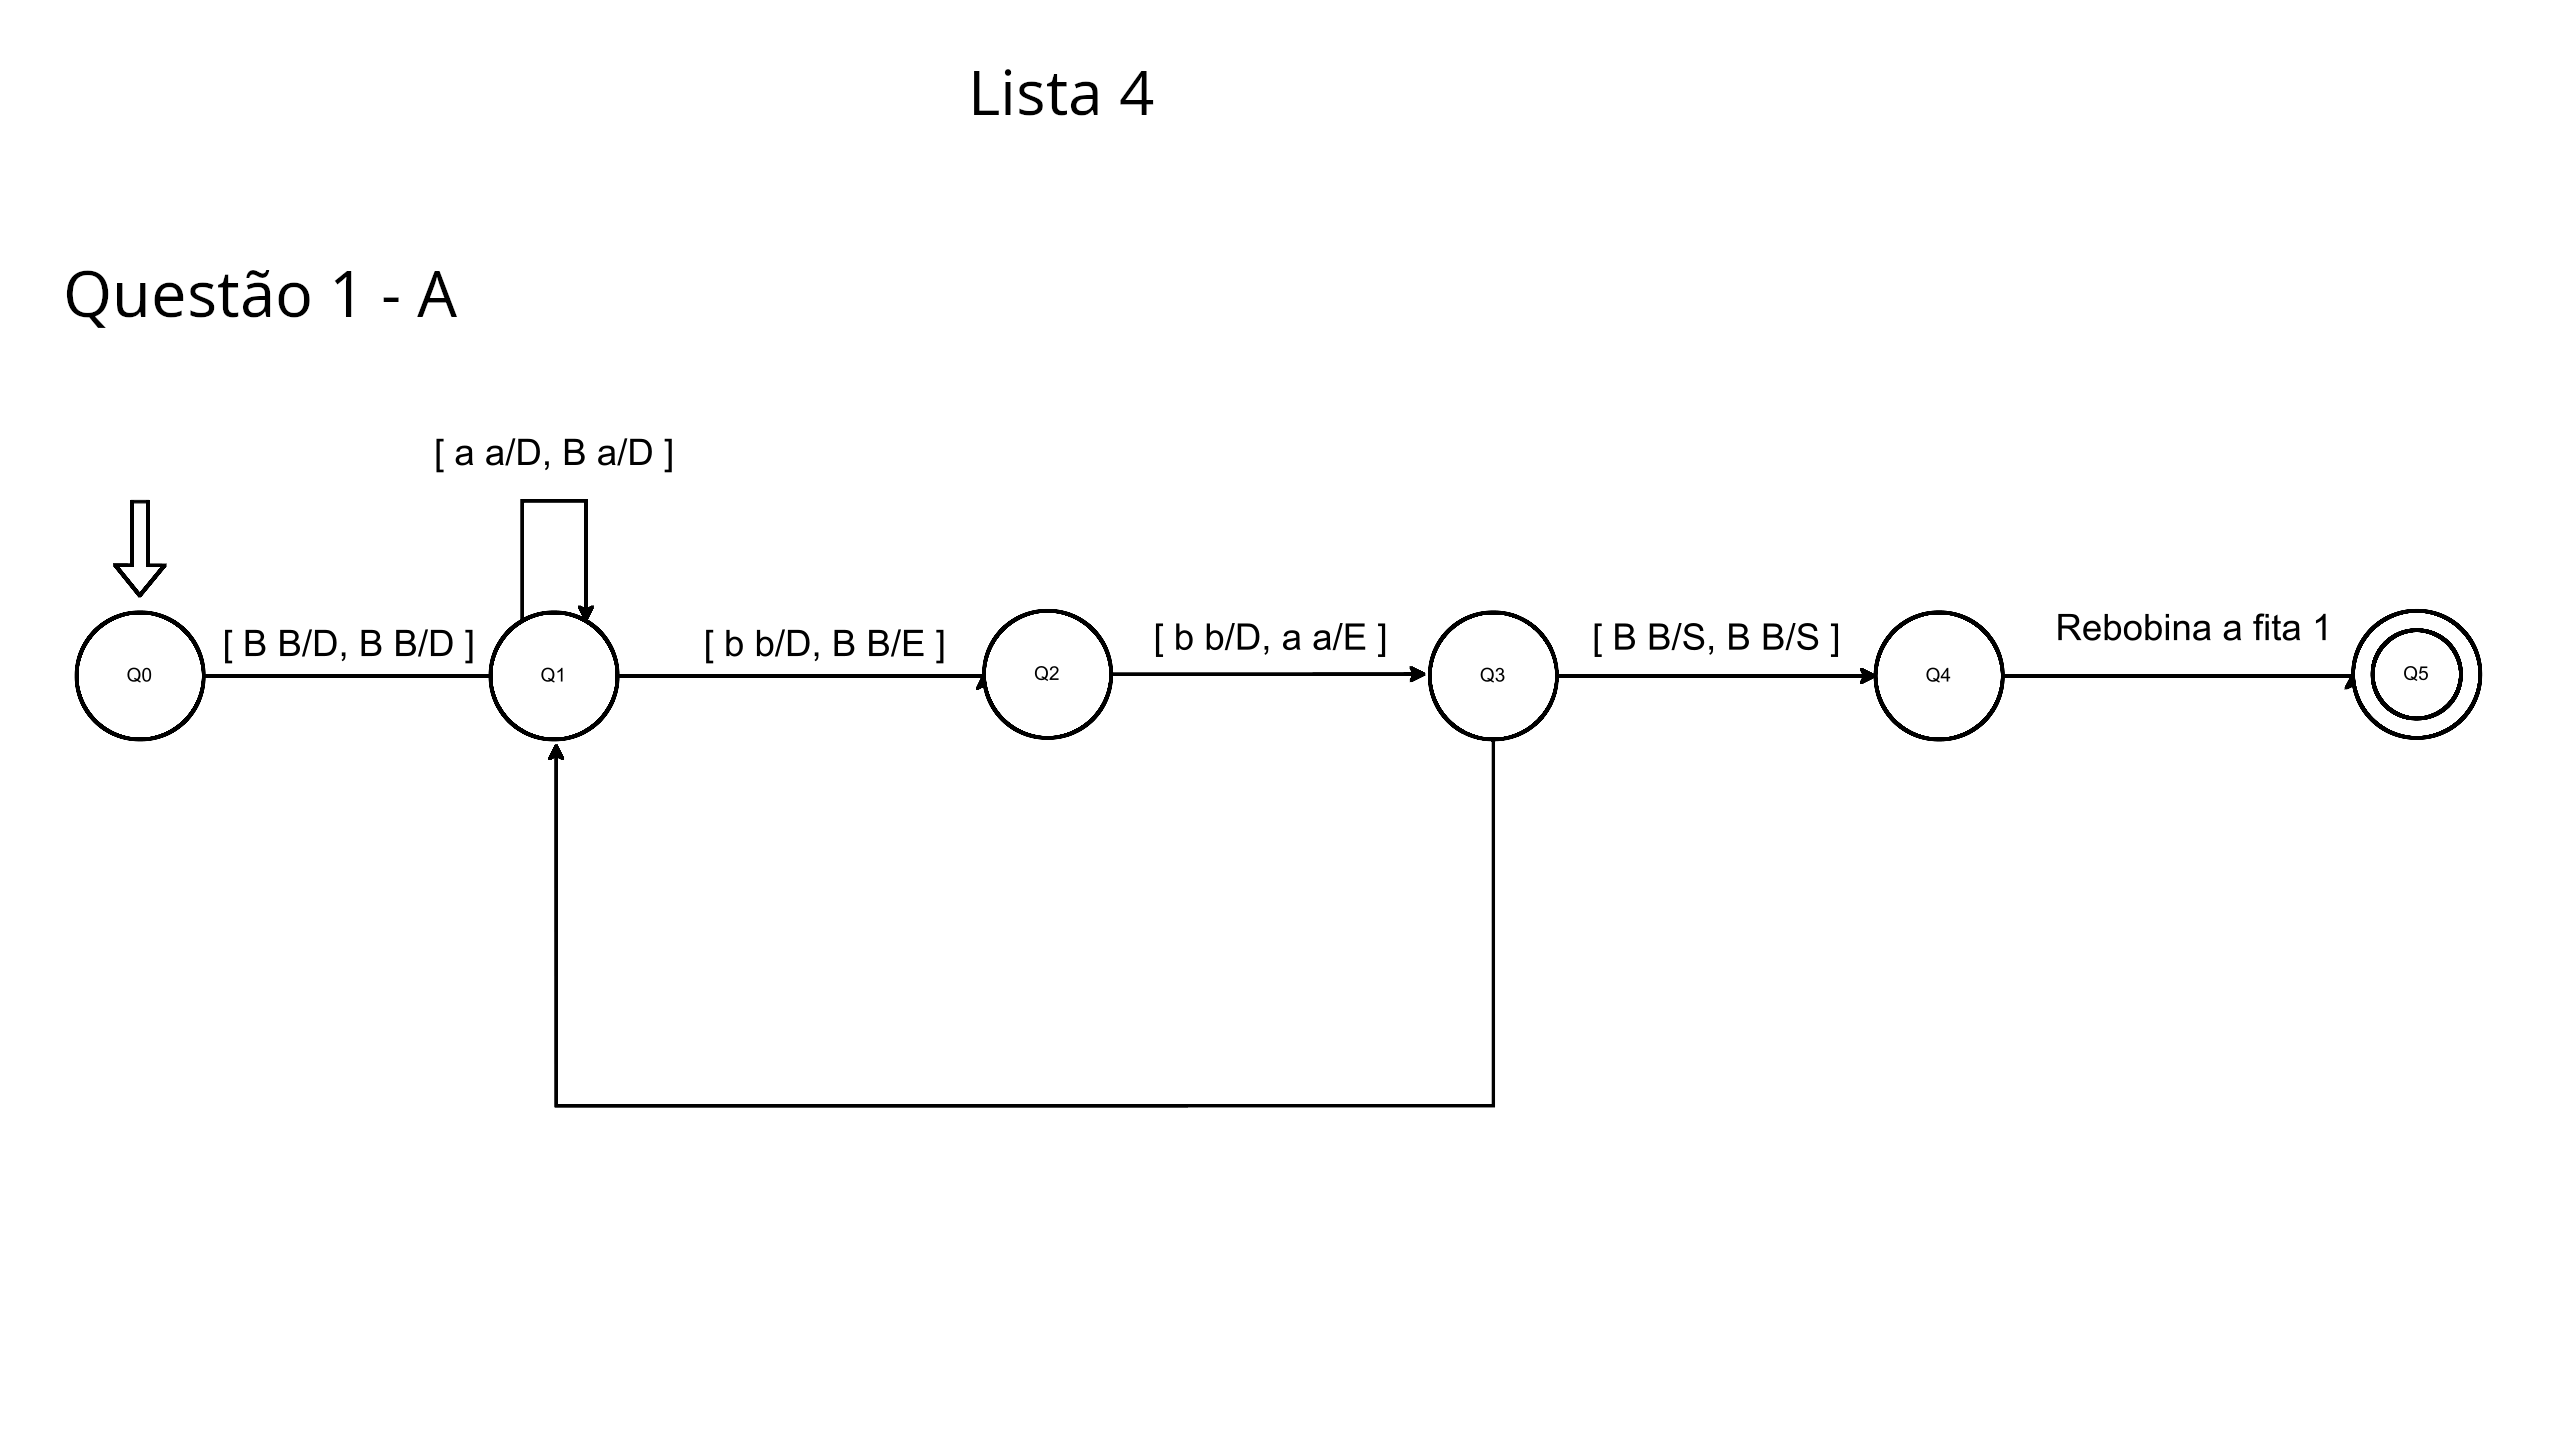 Lista 4
Questão 1 - A
[ a a/D, B a/D ]
[ B B/D, B B/D ]
[ b b/D, B B/E ]
[ b b/D, a a/E ]
[ B B/S, B B/S ]
Rebobina a fita 1
Q0
Q1
Q2
Q3
Q4
Q5